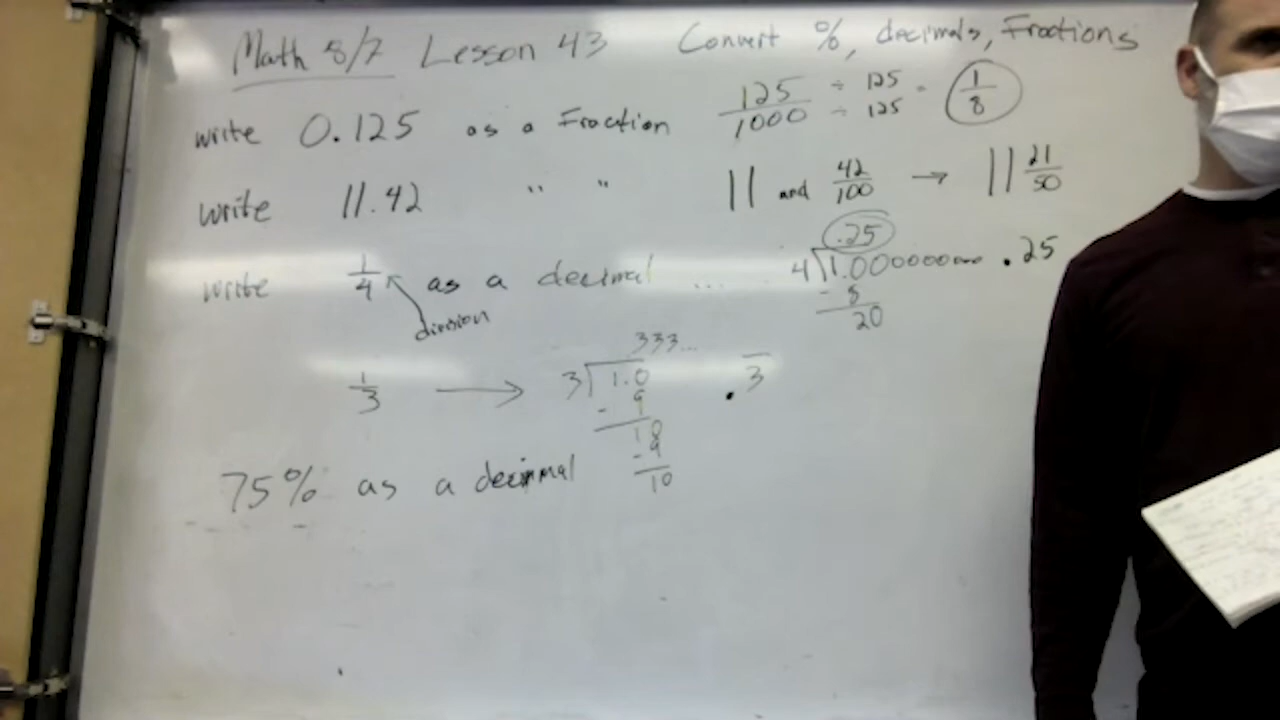 Math 8/7 Lesson 43 Convert %, decimals, Fractions
write 0.125 as a Fraction 125/1000 ÷ 125 ÷ 125 = 1/8
write 11.42 " " 11 and 42/100 → 11 21/50
write 1/4 as a decimal ... 4 1.00000000 .25 .25
division - 8
20
1/3 → 3 1.0 333... . 3̅
- 9
10
- 9
10
75% as a decimal